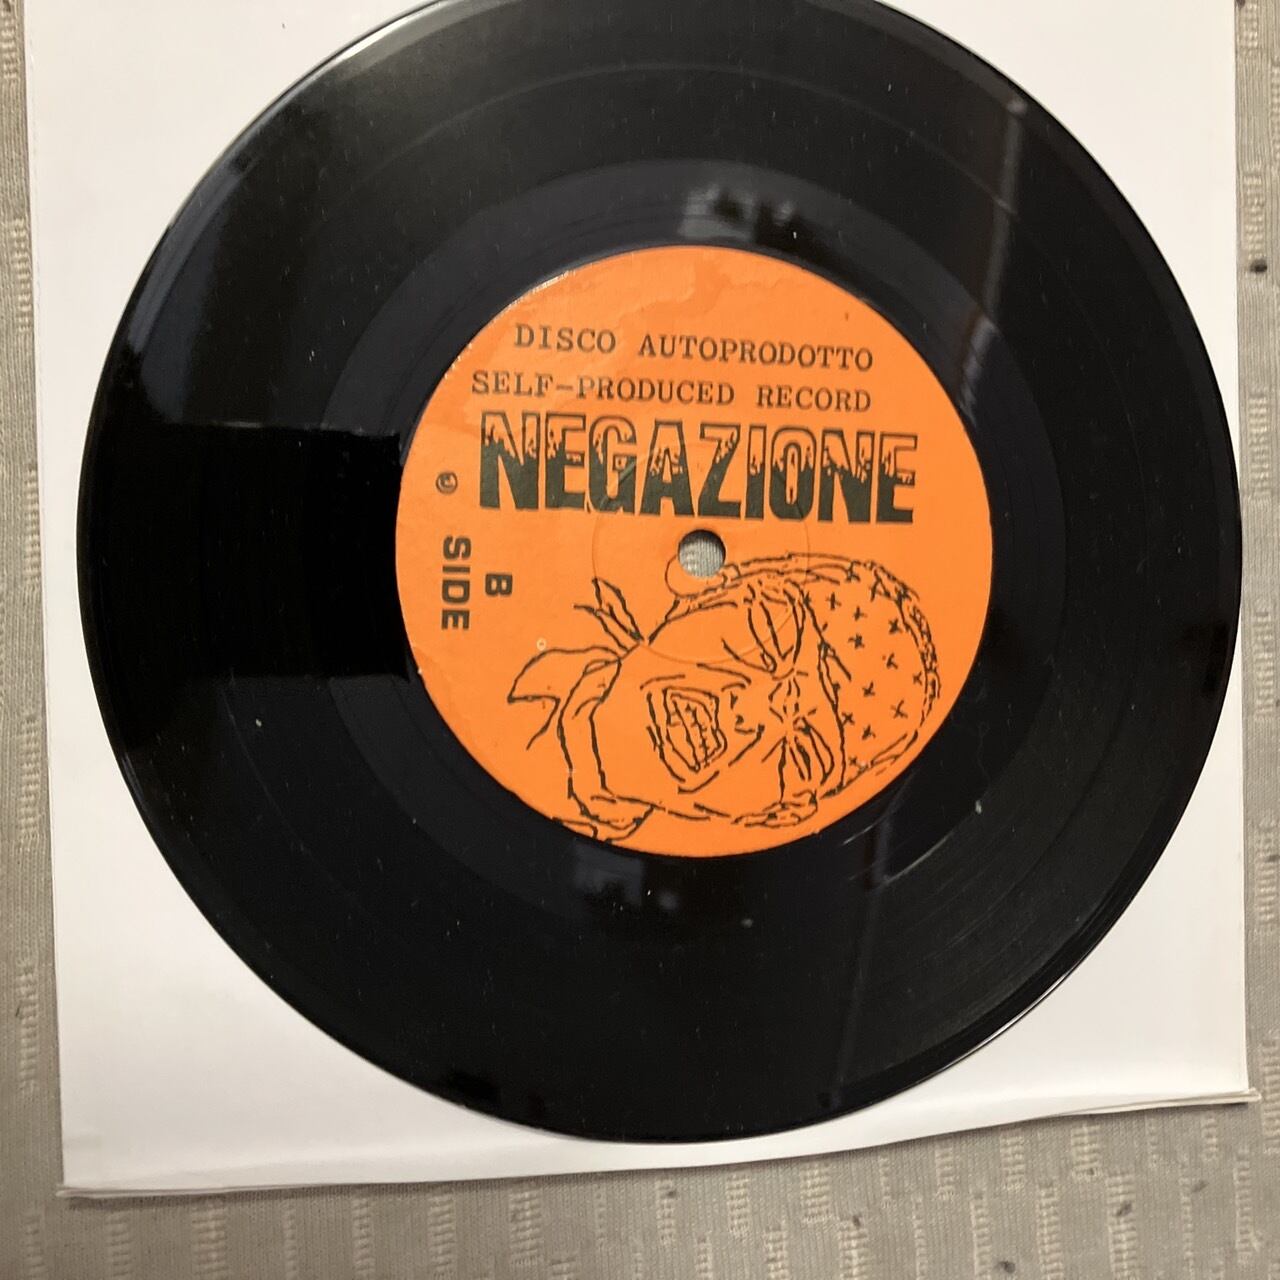 DISCO AUTOPRODOTTO
SELF-PRODUCED RECORD
NEGAZIONE
B
SIDE